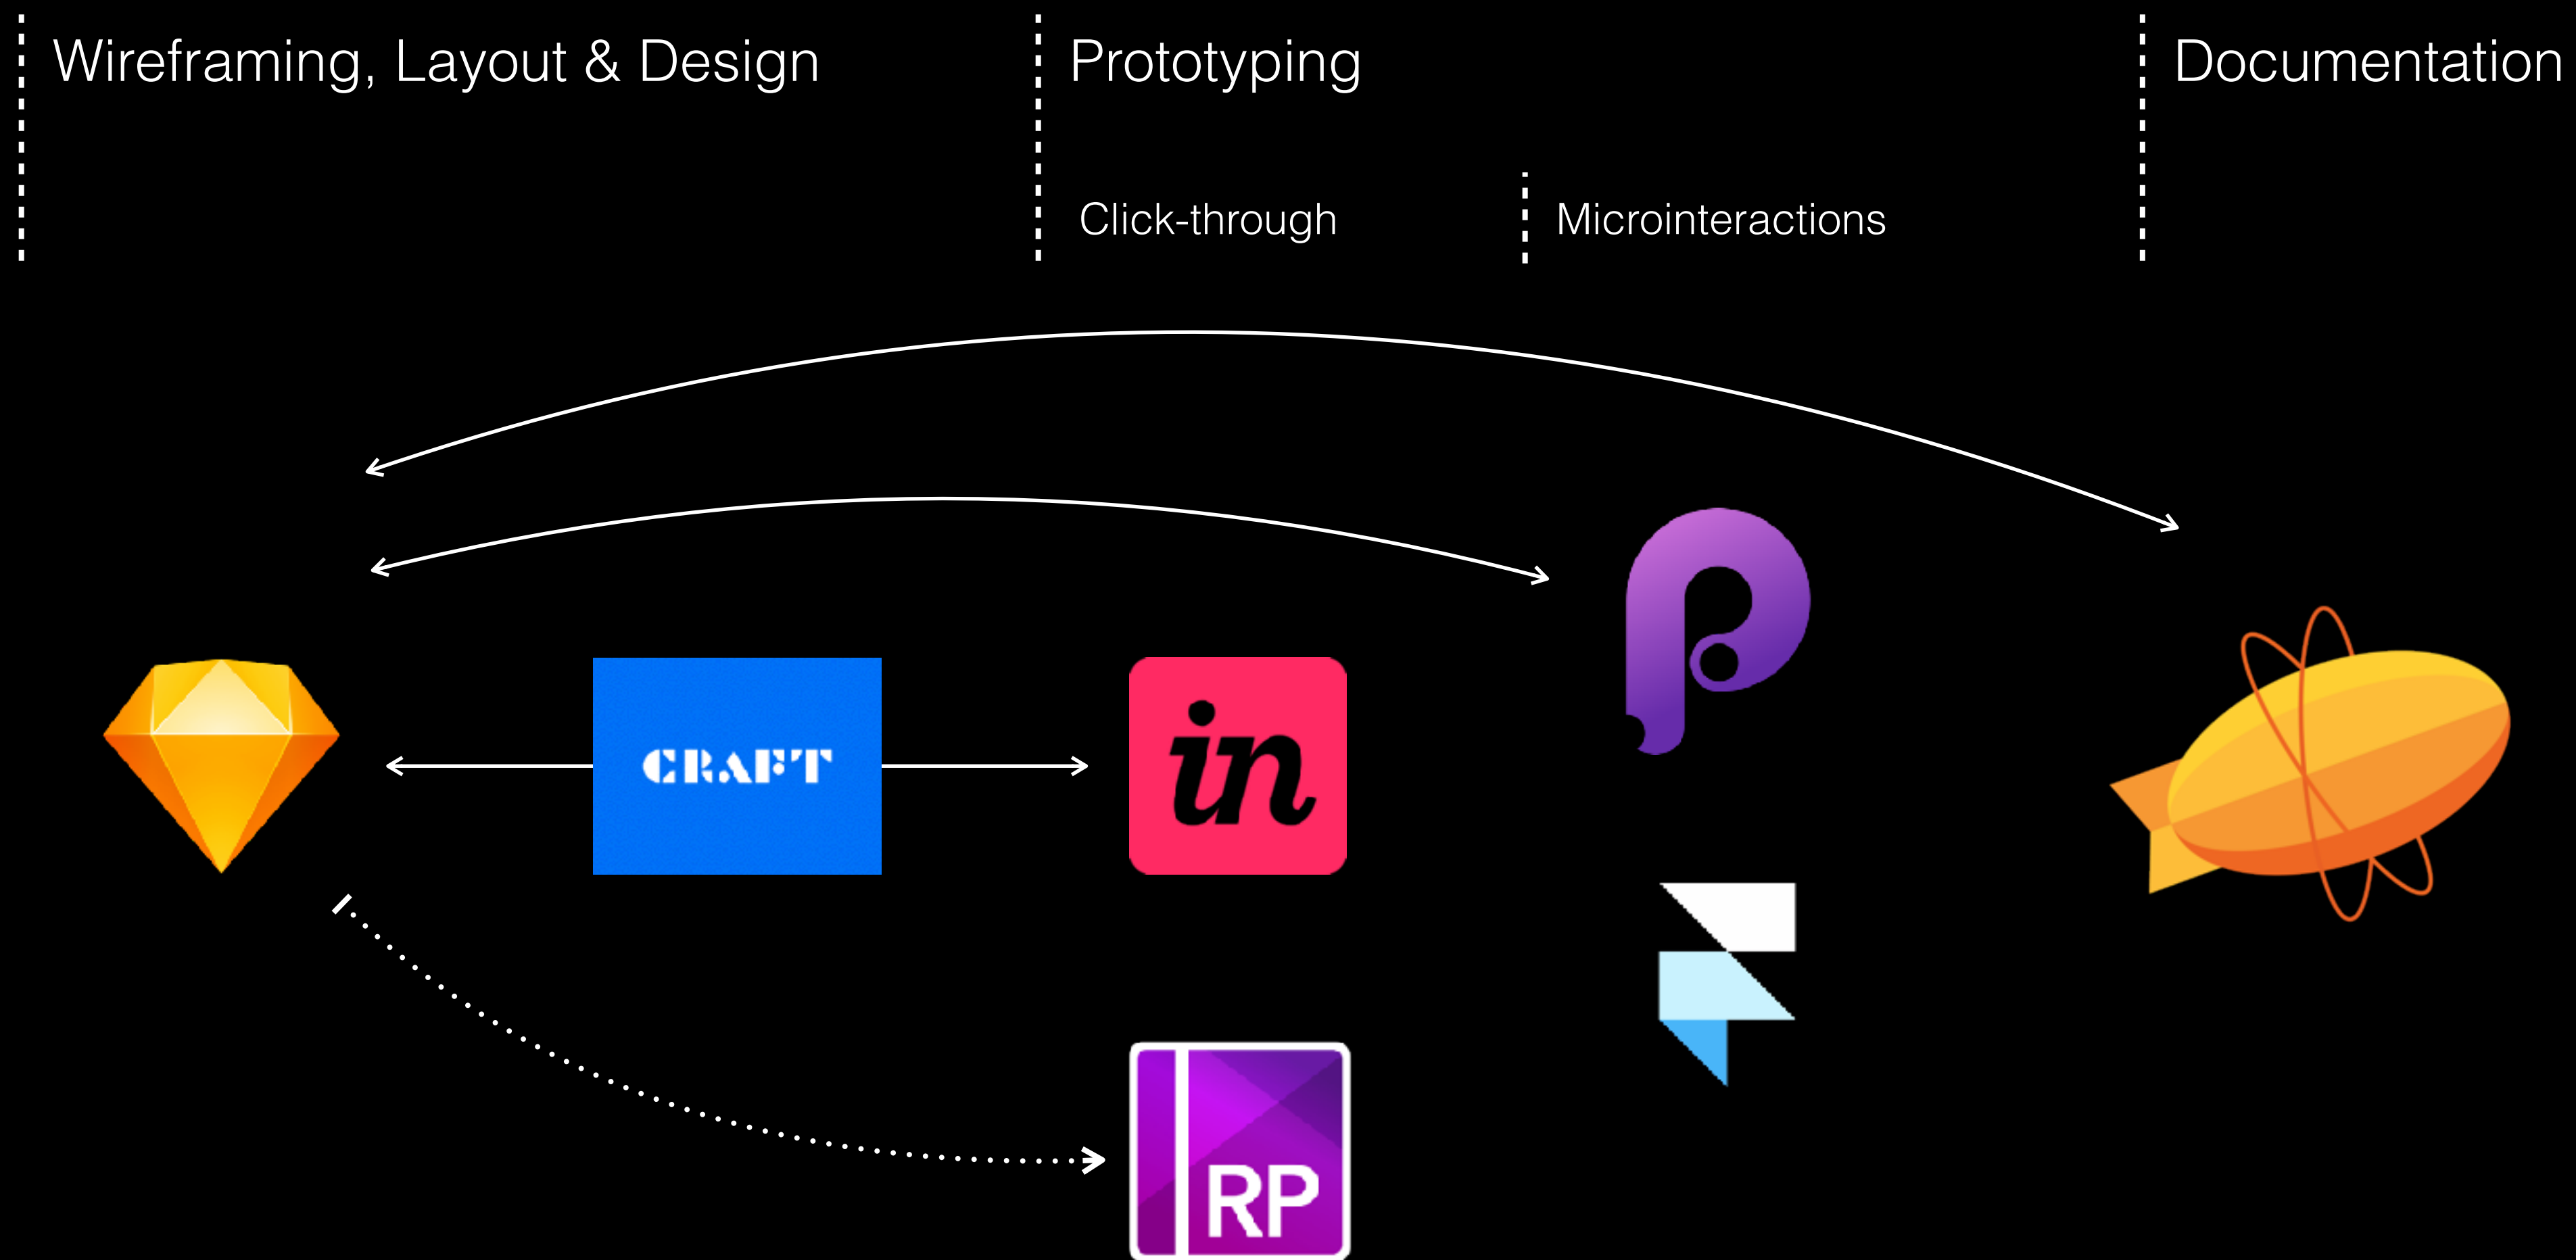 Wireframing, Layout & Design
Prototyping
Documentation
Click-through
Microinteractions
CRAFT
in
RP